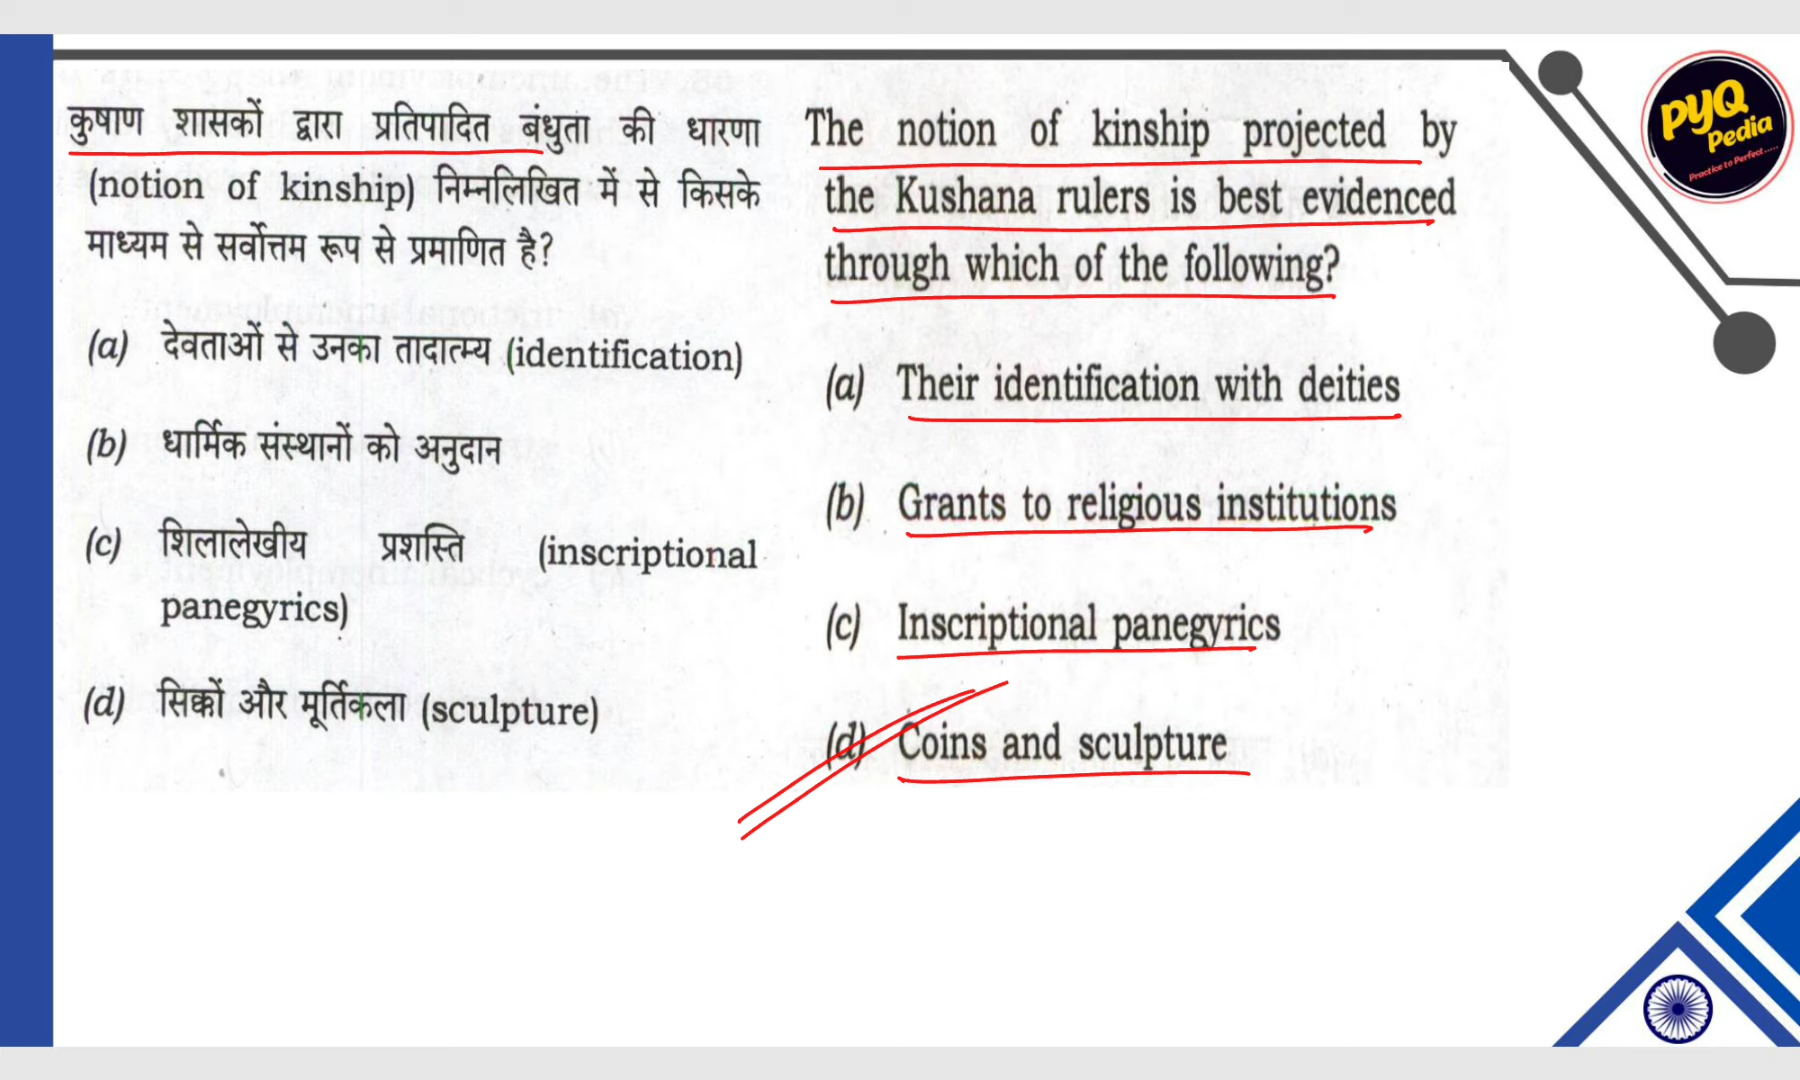 कुषाण शासकों द्वारा प्रतिपादित बंधुता की धारणा
(notion of kinship) निम्नलिखित में से किसके
माध्यम से सर्वोत्तम रूप से प्रमाणित है?
(a) देवताओं से उनका तादात्म्य (identification)
(b) धार्मिक संस्थानों को अनुदान
(c) शिलालेखीय प्रशस्ति (inscriptional
panegyrics)
(d) सिक्कों और मूर्तिकला (sculpture)
The notion of kinship projected by
the Kushana rulers is best evidenced
through which of the following?
(a) Their identification with deities
(b) Grants to religious institutions
(c) Inscriptional panegyrics
(d) Coins and sculpture
PYQ
Pedia
Practice to Perfect.....